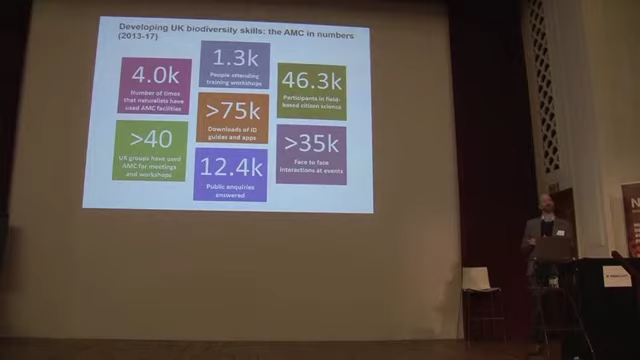 Developing UK biodiversity skills: the AMC in numbers
(2013-17)
4.0k
Number of times
that naturalists have
used AMC facilities
1.3k
People attending
training workshops
46.3k
Participants in field-
based citizen science
>75k
Downloads of ID
guides and apps
>40
UK groups have used
AMC for meetings
and workshops
12.4k
Public enquiries
answered
>35k
Face to face
interactions at events